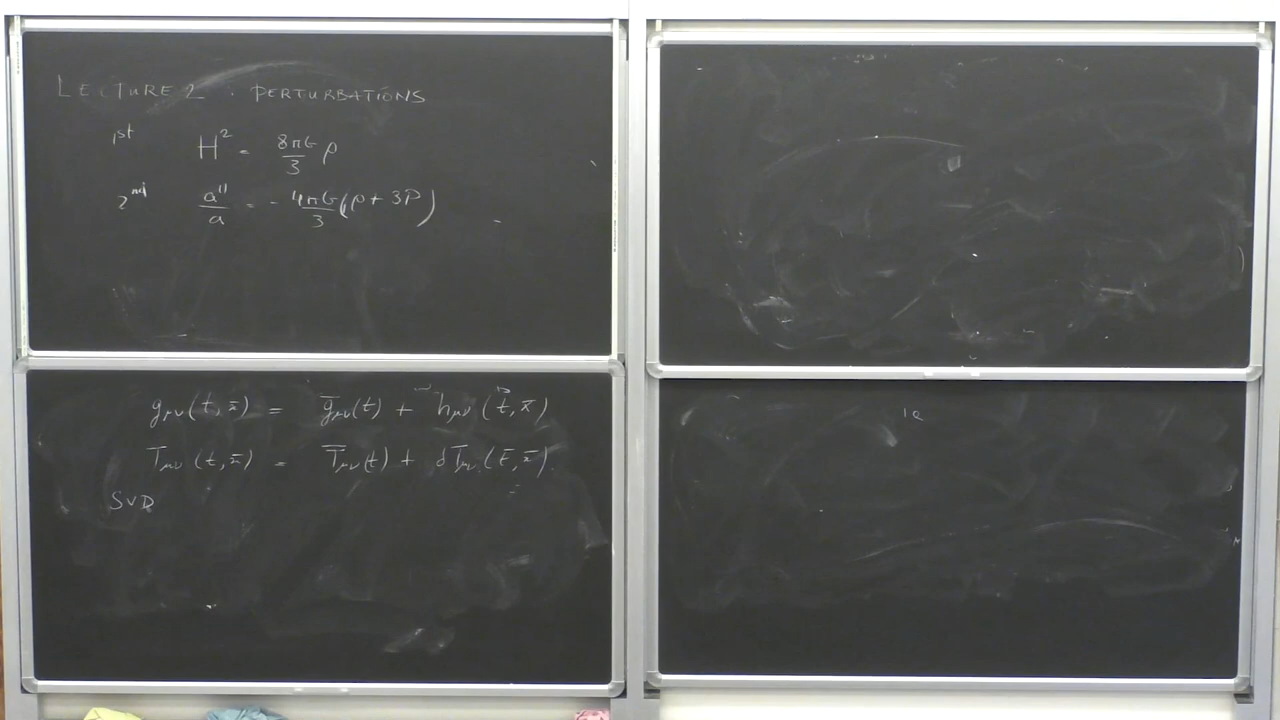 LECTURE 2 : PERTURBATIONS
1st H² = 8πG/3 ρ
2nd a''/a = - 4πG/3 (ρ + 3P)
gμν(t,x̄) = ḡμν(t) + hμν(t,x̄)
Tμν(t,x̄) = T̄μν(t) + δTμν(t,x̄)
SVD